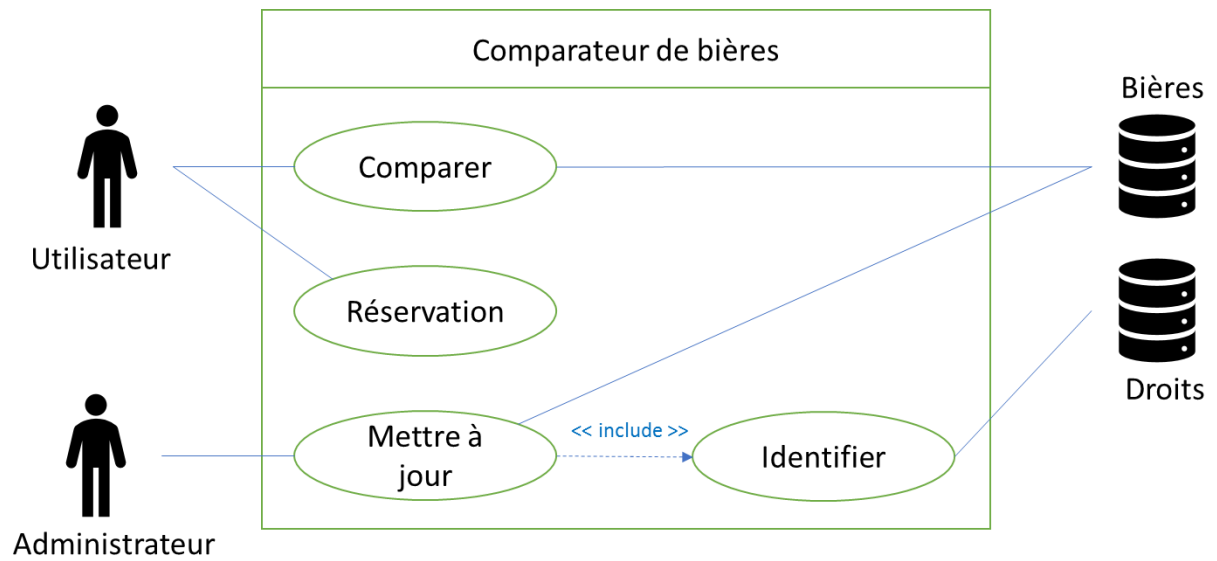 Comparateur de bières
Bières
Comparer
Utilisateur
Réservation
Droits
Mettre à
jour
<< include >>
Identifier
Administrateur